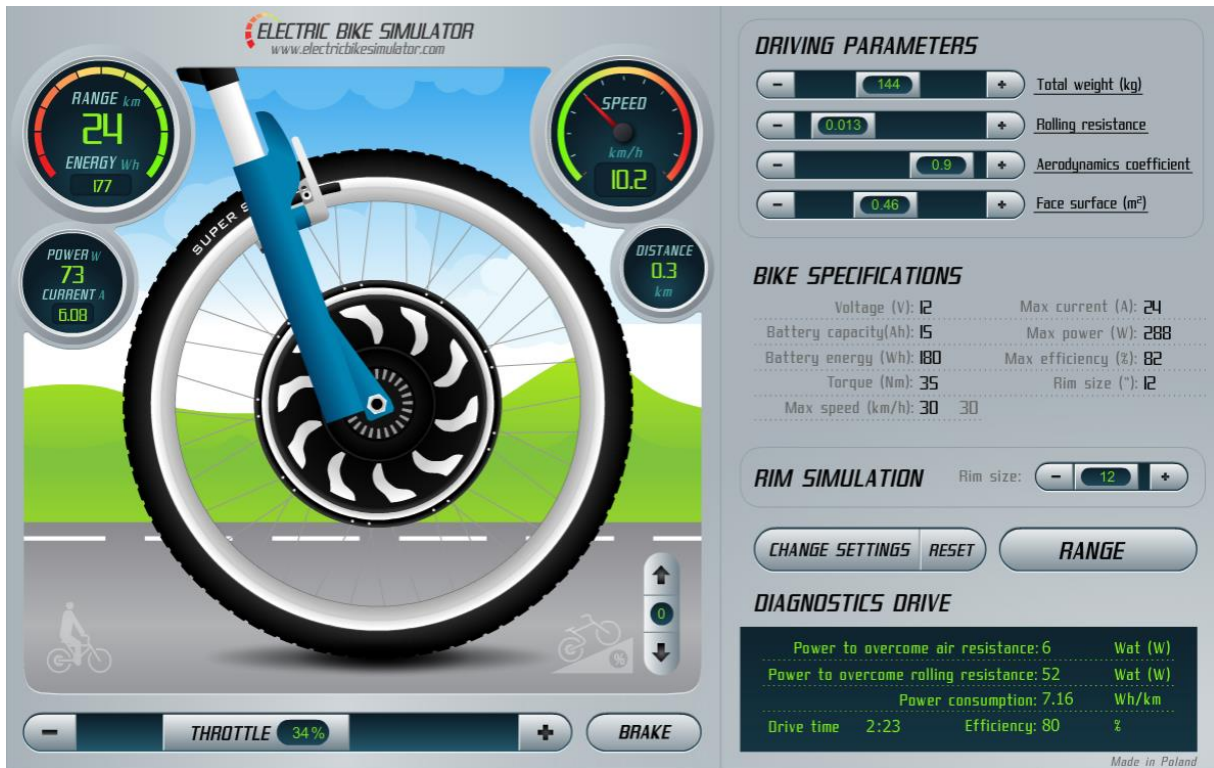 ELECTRIC BIKE SIMULATOR
www.electricbikesimulator.com
RANGE km
24
ENERGY Wh
177
SPEED
km/h
10.2
POWER W
73
CURRENT A
6.08
DISTANCE
0.3
km
SUPER S
0
%
- THROTTLE 34% +
BRAKE
DRIVING PARAMETERS
- 144 + Total weight (kg)
- 0.013 + Rolling resistance
- 0.9 + Aerodynamics coefficient
- 0.46 + Face surface (m²)
BIKE SPECIFICATIONS
Voltage (V): 12 Max current (A): 24
Battery capacity(Ah): 15 Max power (W): 288
Battery energy (Wh): 180 Max efficiency (%): 82
Torque (Nm): 35 Rim size ("): 12
Max speed (km/h): 30 30
RIM SIMULATION Rim size: - 12 +
CHANGE SETTINGS RESET RANGE
DIAGNOSTICS DRIVE
Power to overcome air resistance: 6 Wat (W)
Power to overcome rolling resistance: 52 Wat (W)
Power consumption: 7.16 Wh/km
Drive time 2:23 Efficiency: 80 %
Made in Poland